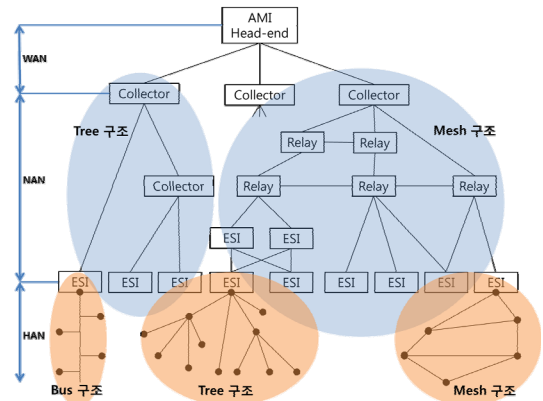 AMI
Head-end
WAN
Collector
Collector
Collector
Tree 구조
Mesh 구조
Relay
Relay
NAN
Collector
Relay
Relay
Relay
ESI
ESI
ESI
ESI
ESI
ESI
ESI
ESI
ESI
ESI
HAN
Bus 구조
Tree 구조
Mesh 구조